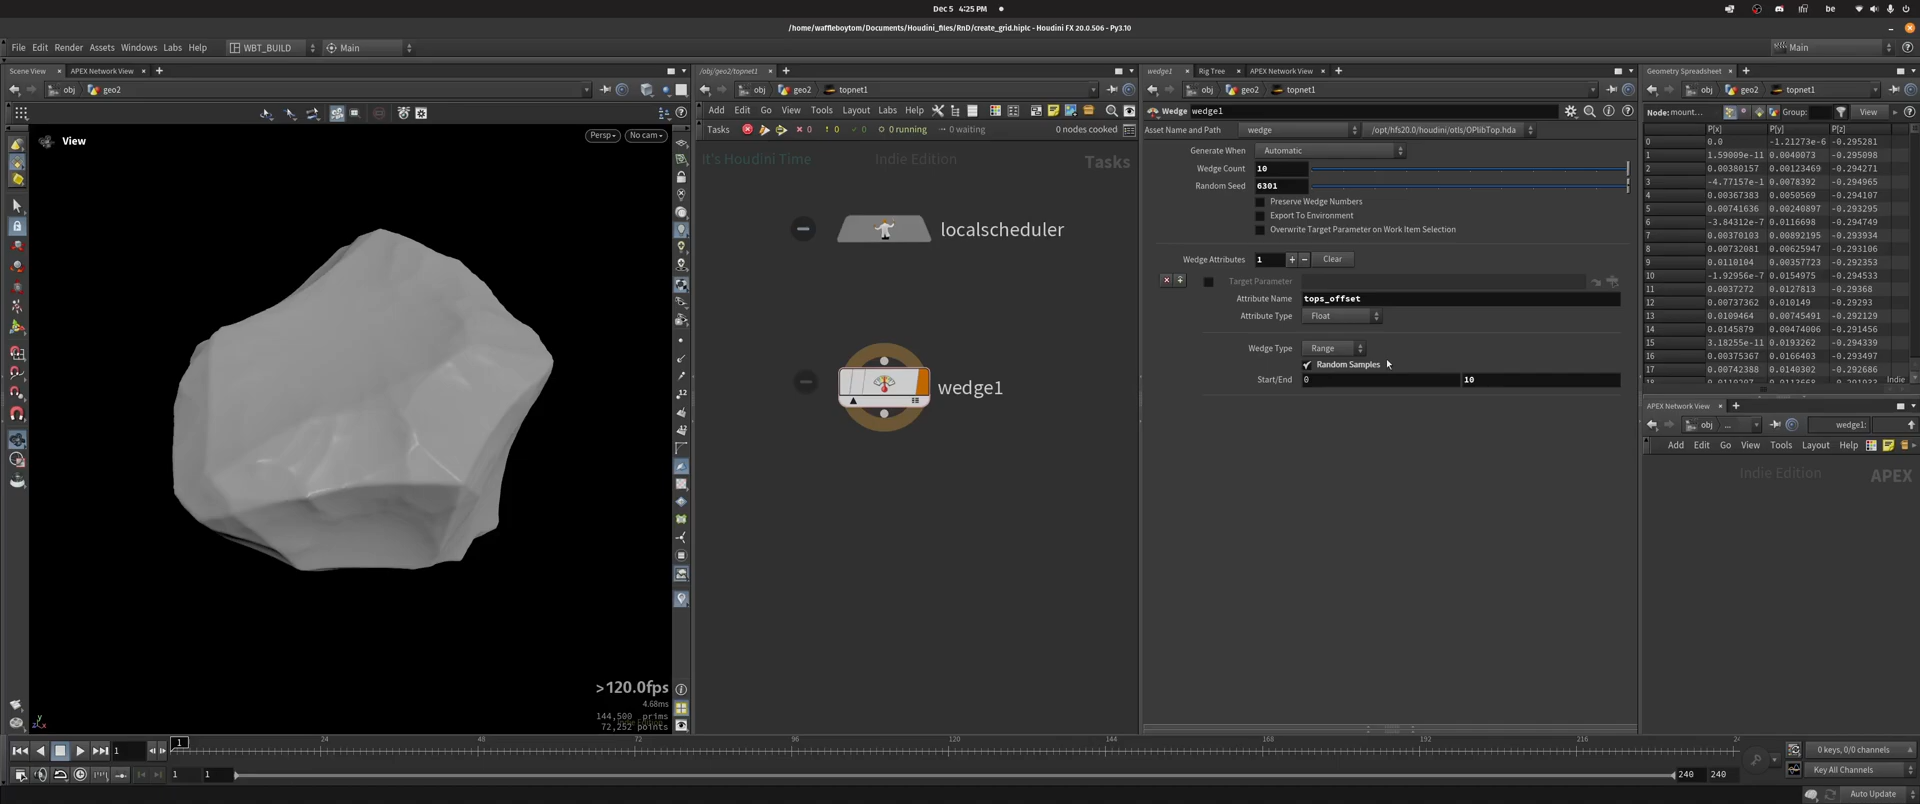 Dec 5  4:25 PM
be
/home/waffleboytom/Documents/Houdini_files/RnD/create_grid.hiplc - Houdini FX 20.0.506 - Py3.10
File Edit Render Assets Windows Labs Help WBT_BUILD Main Main
Scene View APEX Network View
obj geo2
View
Persp No cam
>120.0fps
4.68ms
144,500 prims
72,252 points
/obj/geo2/topnet1
obj geo2 topnet1
Add Edit Go View Tools Layout Labs Help
Tasks 0 0 0 0 running 0 waiting 0 nodes cooked
It's Houdini Time Indie Edition Tasks
localscheduler
wedge1
wedge1 Rig Tree APEX Network View
obj geo2 topnet1
Wedge wedge1
Asset Name and Path wedge /opt/hfs20.0/houdini/otls/OPlibTop.hda
Generate When Automatic
Wedge Count 10
Random Seed 6301
Preserve Wedge Numbers
Export To Environment
Overwrite Target Parameter on Work Item Selection
Wedge Attributes 1 + − Clear
Target Parameter
Attribute Name tops_offset
Attribute Type Float
Wedge Type Range
Random Samples
Start/End 0 10
Geometry Spreadsheet
obj geo2 topnet1
Node: mount... Group: View
P[x] P[y] P[z]
0 0.0 -1.21273e-6 -0.295281
1 1.59009e-11 0.0040073 -0.295098
2 0.00380157 0.00123469 -0.294271
3 -4.77157e-1 0.0078392 -0.294965
4 0.00367383 0.0050569 -0.294107
5 0.00741636 0.00240897 -0.293295
6 -3.84312e-7 0.0116698 -0.294749
7 0.00370103 0.00892195 -0.293934
8 0.00732081 0.00625947 -0.293106
9 0.0110104 0.00357723 -0.292353
10 -1.92956e-7 0.0154975 -0.294533
11 0.0037272 0.0127813 -0.29368
12 0.00737362 0.010149 -0.29293
13 0.0109464 0.00745491 -0.292129
14 0.0145879 0.00474006 -0.291456
15 3.18255e-11 0.0193262 -0.294339
16 0.00375367 0.0166403 -0.293497
17 0.00742388 0.0140302 -0.292686
Indie
APEX Network View
obj ... wedge1:
Add Edit Go View Tools Layout Help
Indie Edition APEX
1 1 24 48 72 96 120 144 168 192 216
0 keys, 0/0 channels
1 1 240 240 Key All Channels
Auto Update